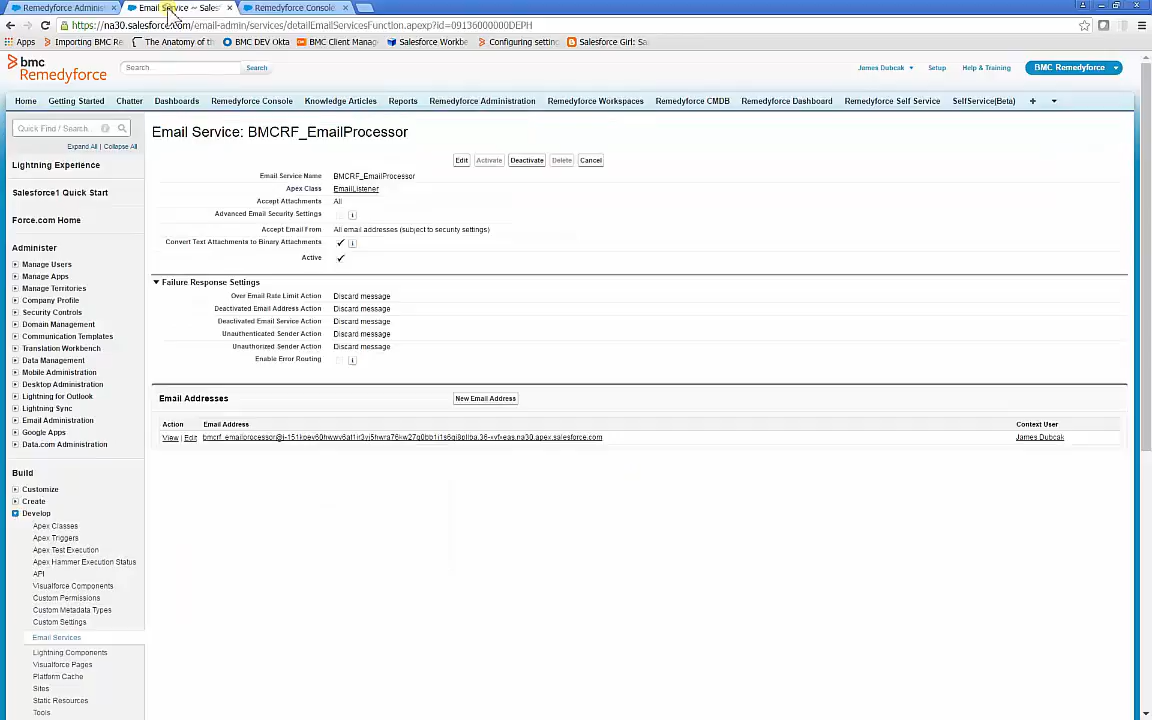 Remedyforce Adminis
Email Service ~ Sales
Remedyforce Console
https://na30.salesforce.com/email-admin/services/detailEmailServicesFunction.apexp?id=09136000000DEPH
Apps
Importing BMC Re
The Anatomy of th
BMC DEV Okta
BMC Client Manag
Salesforce Workbe
Configuring settin
Salesforce Girl: Sa
bmc
Remedyforce
Search...
Search
James Dubcak
Setup
Help & Training
BMC Remedyforce
Home
Getting Started
Chatter
Dashboards
Remedyforce Console
Knowledge Articles
Reports
Remedyforce Administration
Remedyforce Workspaces
Remedyforce CMDB
Remedyforce Dashboard
Remedyforce Self Service
SelfService(Beta)
Quick Find / Search...
Expand All | Collapse All
Lightning Experience
Salesforce1 Quick Start
Force.com Home
Administer
Manage Users
Manage Apps
Manage Territories
Company Profile
Security Controls
Domain Management
Communication Templates
Translation Workbench
Data Management
Mobile Administration
Desktop Administration
Lightning for Outlook
Lightning Sync
Email Administration
Google Apps
Data.com Administration
Build
Customize
Create
Develop
Apex Classes
Apex Triggers
Apex Test Execution
Apex Hammer Execution Status
API
Visualforce Components
Custom Permissions
Custom Metadata Types
Custom Settings
Email Services
Lightning Components
Visualforce Pages
Platform Cache
Sites
Static Resources
Tools
Email Service: BMCRF_EmailProcessor
Edit Activate Deactivate Delete Cancel
Email Service Name BMCRF_EmailProcessor
Apex Class EmailListener
Accept Attachments All
Advanced Email Security Settings
Accept Email From All email addresses (subject to security settings)
Convert Text Attachments to Binary Attachments
Active
Failure Response Settings
Over Email Rate Limit Action Discard message
Deactivated Email Address Action Discard message
Deactivated Email Service Action Discard message
Unauthenticated Sender Action Discard message
Unauthorized Sender Action Discard message
Enable Error Routing
Email Addresses
New Email Address
Action Email Address Context User
View | Edit James Dubcak